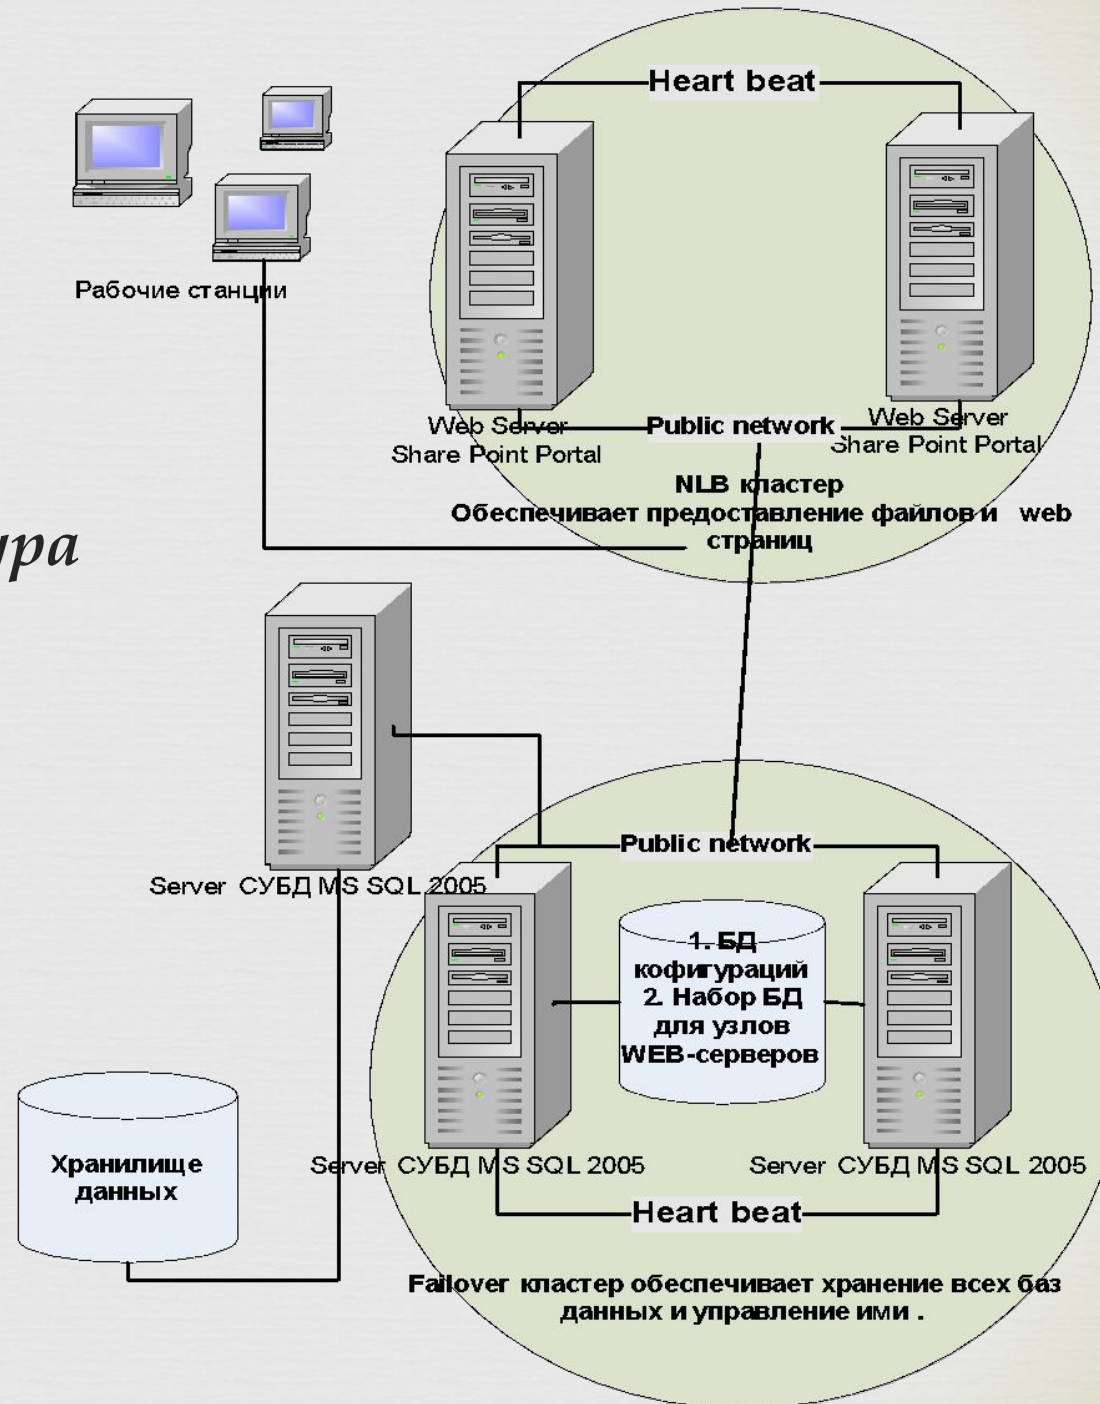 Heart beat
Рабочие станции
Web Server
Share Point Portal
Public network
Web Server
Share Point Portal
NLB кластер
Обеспечивает предоставление файлов и web
страниц
ура
Server СУБД MS SQL 2005
Public network
1. БД
кофигураций
2. Набор БД
для узлов
WEB-серверов
Хранилище
данных
Server СУБД MS SQL 2005
Server СУБД MS SQL 2005
Heart beat
Failover кластер обеспечивает хранение всех баз
данных и управление ими .